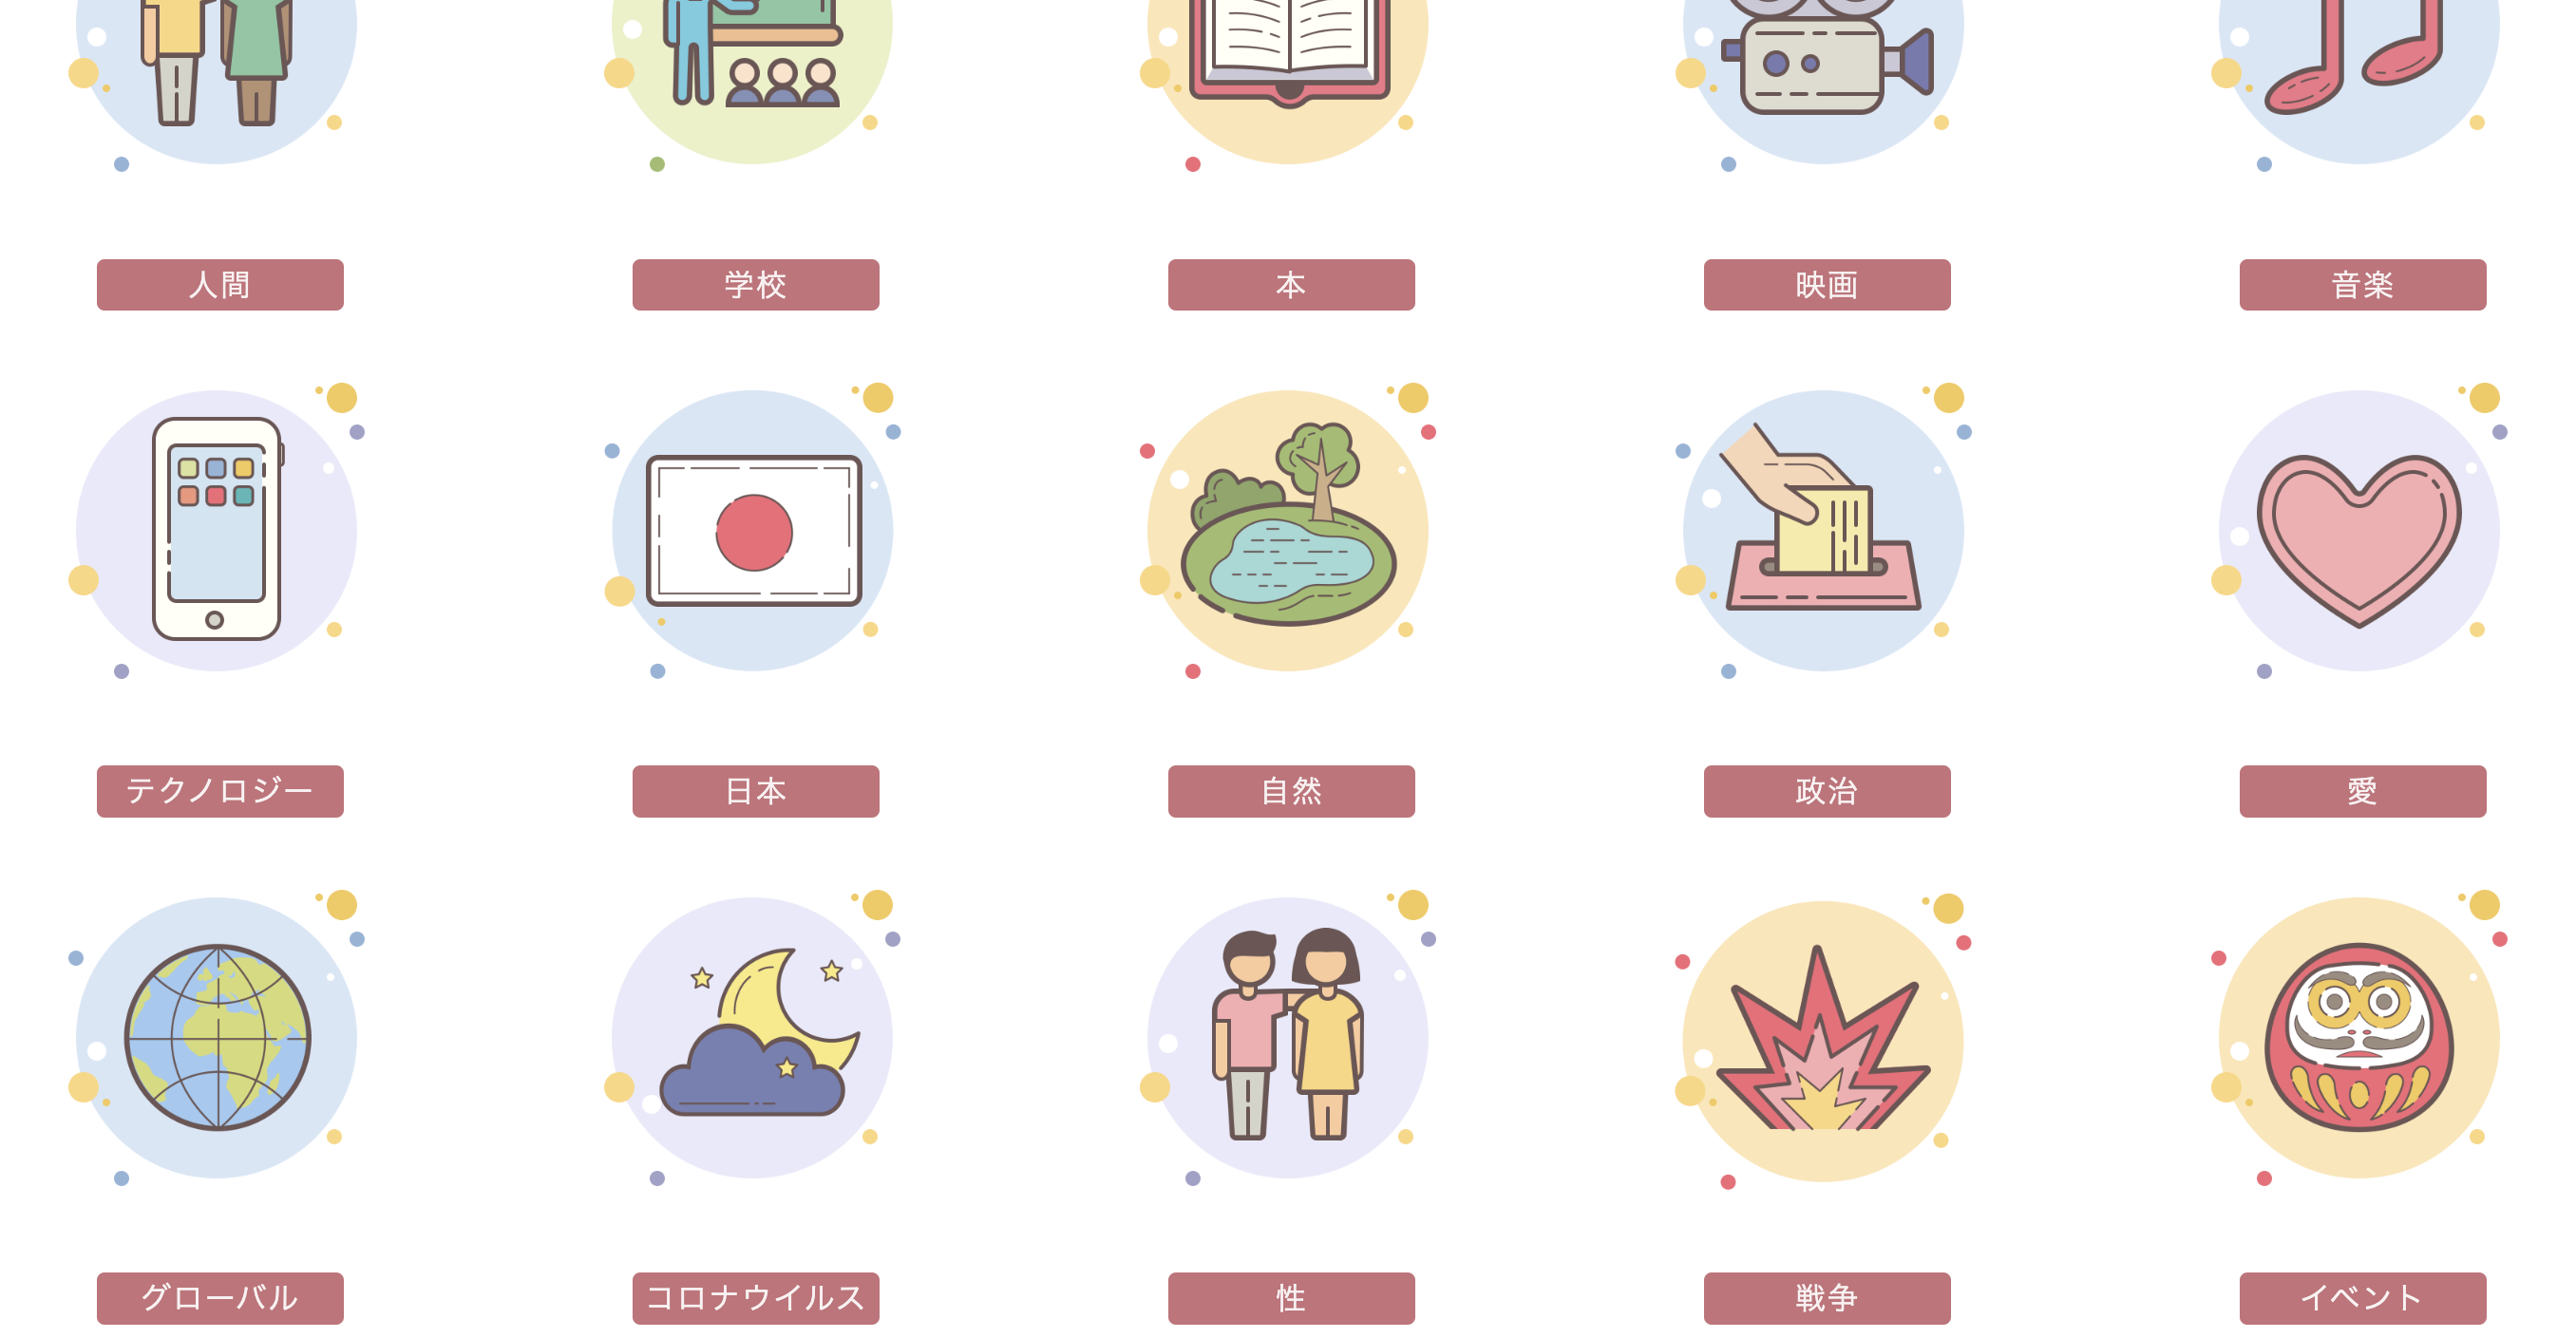 人間
学校
本
映画
音楽
テクノロジー
日本
自然
政治
愛
グローバル
コロナウイルス
性
戦争
イベント